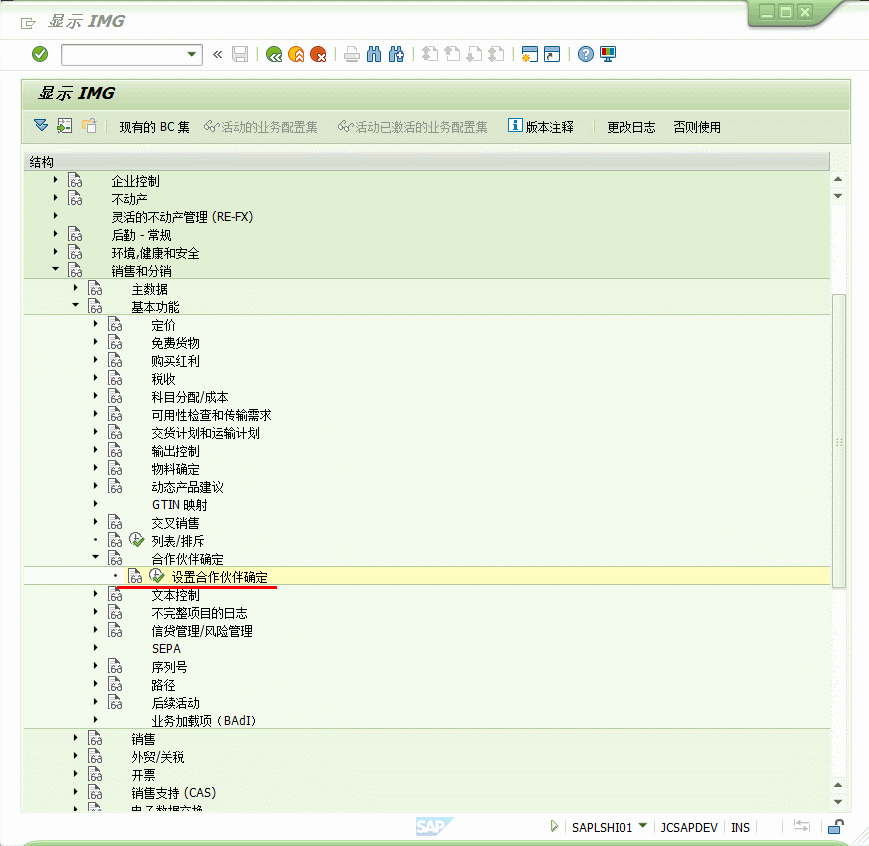 显示 IMG
显示 IMG
现有的 BC 集 活动的业务配置集 活动已激活的业务配置集 版本注释 更改日志 否则使用
结构
企业控制
不动产
灵活的不动产管理 (RE-FX)
后勤 - 常规
环境,健康和安全
销售和分销
主数据
基本功能
定价
免费货物
购买红利
税收
科目分配/成本
可用性检查和传输需求
交货计划和运输计划
输出控制
物料确定
动态产品建议
GTIN 映射
交叉销售
列表/排斥
合作伙伴确定
设置合作伙伴确定
文本控制
不完整项目的日志
信贷管理/风险管理
SEPA
序列号
路径
后续活动
业务加载项（BAdI）
销售
外贸/关税
开票
销售支持 (CAS)
电子数据交换
SAP SAPLSHI01 JCSAPDEV INS